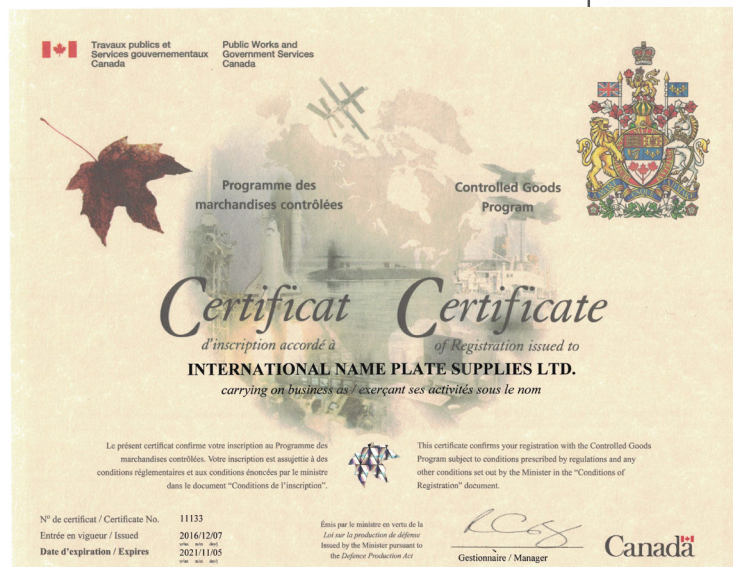 Travaux publics et
Services gouvernementaux
Canada
Public Works and
Government Services
Canada
Programme des
marchandises contrôlées
Controlled Goods
Program
Certificat
d'inscription accordé à
Certificate
of Registration issued to
INTERNATIONAL NAME PLATE SUPPLIES LTD.
carrying on business as / exerçant ses activités sous le nom
Le présent certificat confirme votre inscription au Programme des
marchandises contrôlées. Votre inscription est assujettie à des
conditions réglementaires et aux conditions énoncées par le ministre
dans le document “Conditions de l'inscription”.
This certificate confirms your registration with the Controlled Goods
Program subject to conditions prescribed by regulations and any
other conditions set out by the Minister in the “Conditions of
Registration” document.
Nº de certificat / Certificate No. 11133
Entrée en vigueur / Issued 2016/12/07
Date d'expiration / Expires 2021/11/05
Émis par le ministre en vertu de la
Loi sur la production de défense
Issued by the Minister pursuant to
the Defence Production Act
Gestionnaire / Manager
Canada